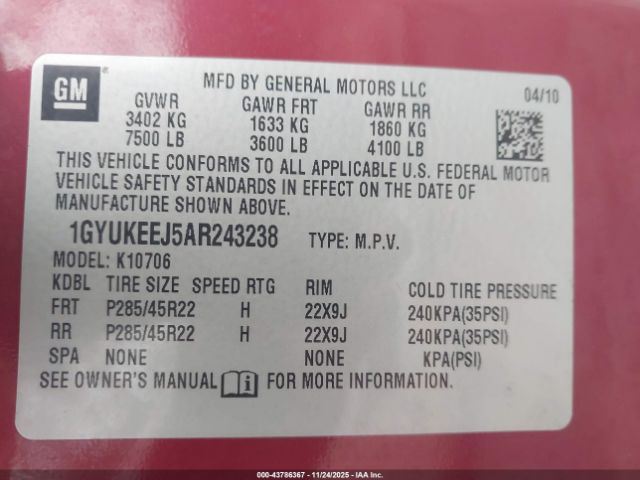 GM
MFD BY GENERAL MOTORS LLC
04/10
GVWR GAWR FRT GAWR RR
3402 KG 1633 KG 1860 KG
7500 LB 3600 LB 4100 LB
THIS VEHICLE CONFORMS TO ALL APPLICABLE U.S. FEDERAL MOTOR
VEHICLE SAFETY STANDARDS IN EFFECT ON THE DATE OF
MANUFACTURE SHOWN ABOVE.
1GYUKEEJ5AR243238 TYPE: M.P.V.
MODEL: K10706
KDBL TIRE SIZE SPEED RTG RIM COLD TIRE PRESSURE
FRT P285/45R22 H 22X9J 240KPA(35PSI)
RR P285/45R22 H 22X9J 240KPA(35PSI)
SPA NONE NONE KPA(PSI)
SEE OWNER'S MANUAL FOR MORE INFORMATION.
000-43786367 - 11/24/2025 - IAA Inc.